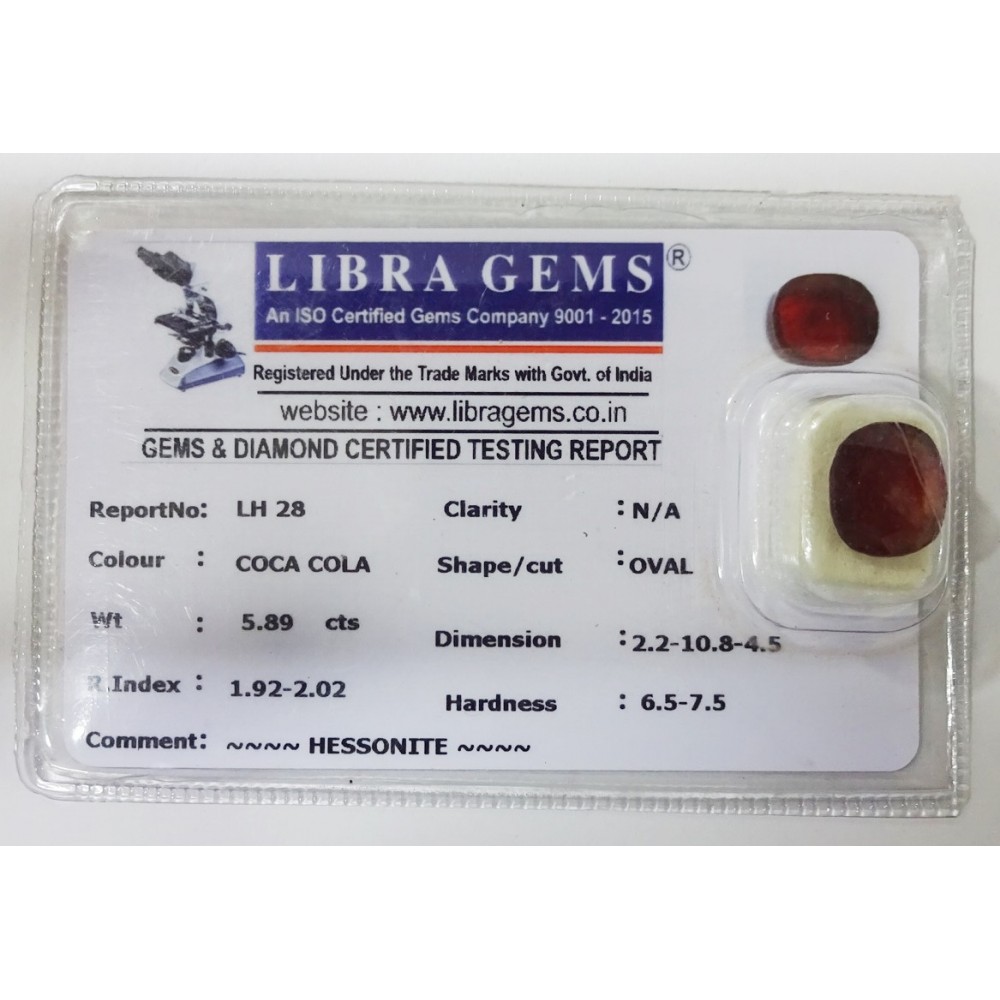 LIBRA GEMS ®
An ISO Certified Gems Company 9001 - 2015
Registered Under the Trade Marks with Govt. of India
website : www.libragems.co.in
GEMS & DIAMOND CERTIFIED TESTING REPORT
ReportNo: LH 28 Clarity : N/A
Colour : COCA COLA Shape/cut : OVAL
Wt : 5.89 cts Dimension : 2.2-10.8-4.5
R.Index : 1.92-2.02 Hardness : 6.5-7.5
Comment: ~~~~ HESSONITE ~~~~